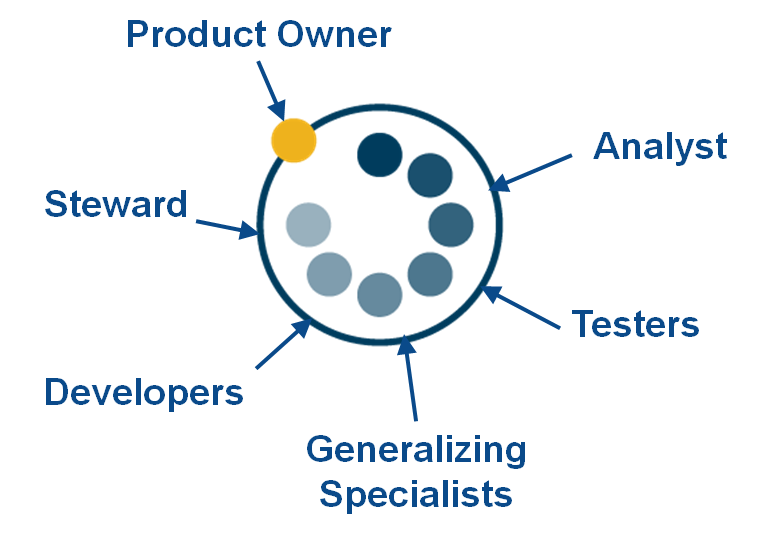 Product Owner
Analyst
Steward
Testers
Developers
Generalizing
Specialists